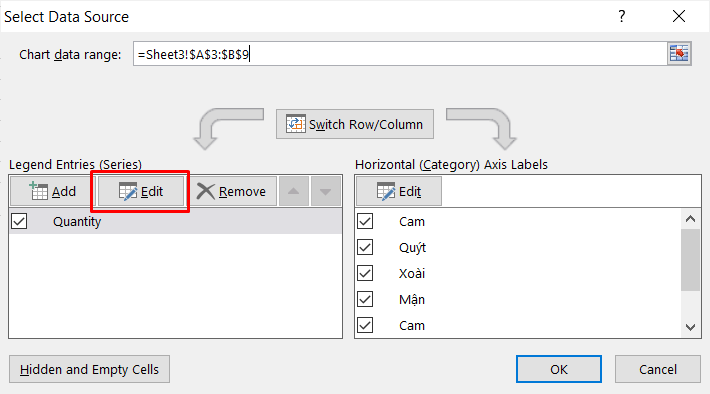 Select Data Source
? ×
Chart data range: =Sheet3!$A$3:$B$9
Switch Row/Column
Legend Entries (Series)
Horizontal (Category) Axis Labels
Add Edit Remove
Edit
Quantity
Cam
Quýt
Xoài
Mận
Cam
Hidden and Empty Cells
OK Cancel